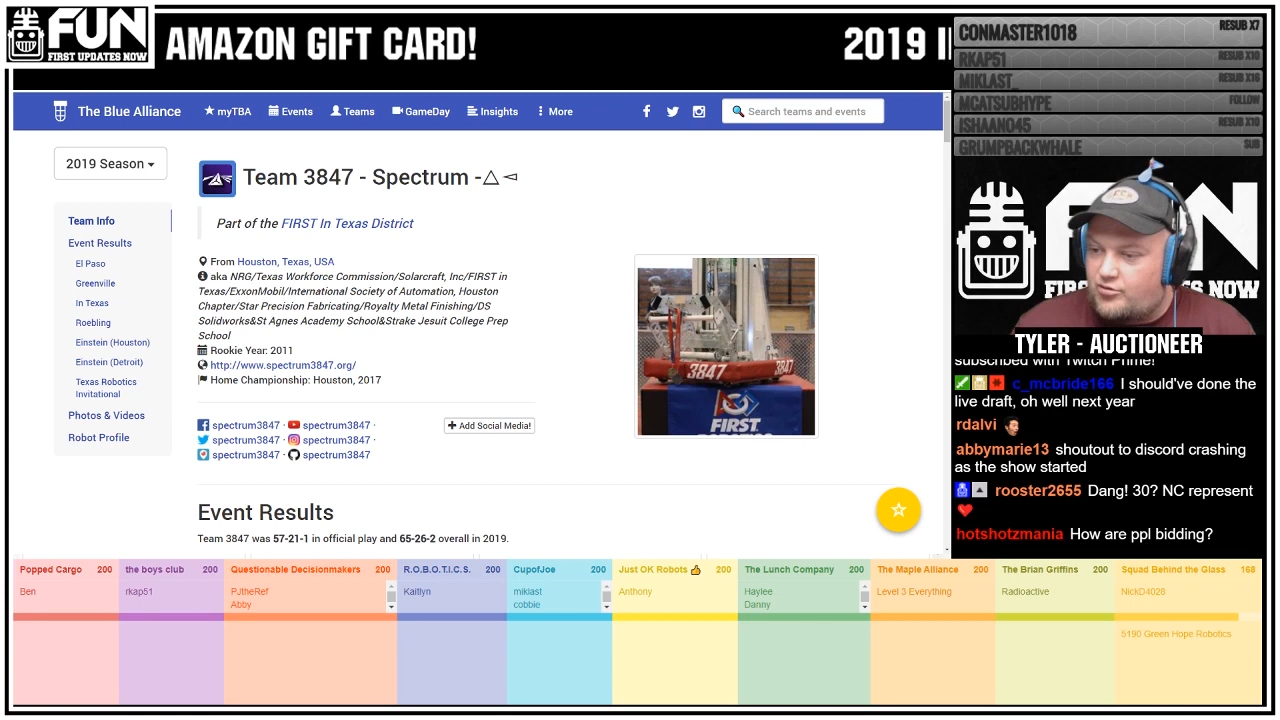 FUN
FIRST UPDATES NOW
AMAZON GIFT CARD!
2019 I
The Blue Alliance
myTBA
Events
Teams
GameDay
Insights
More
Search teams and events
2019 Season
Team Info
Event Results
El Paso
Greenville
In Texas
Roebling
Einstein (Houston)
Einstein (Detroit)
Texas Robotics
Invitational
Photos & Videos
Robot Profile
Team 3847 - Spectrum -△◅
Part of the FIRST In Texas District
From Houston, Texas, USA
aka NRG/Texas Workforce Commission/Solarcraft, Inc/FIRST in
Texas/ExxonMobil/International Society of Automation, Houston
Chapter/Star Precision Fabricating/Royalty Metal Finishing/DS
Solidworks&St Agnes Academy School&Strake Jesuit College Prep
School
Rookie Year: 2011
http://www.spectrum3847.org/
Home Championship: Houston, 2017
spectrum3847 · spectrum3847 ·
spectrum3847 · spectrum3847 ·
spectrum3847 spectrum3847
+ Add Social Media!
3847
3847
FIRST
Event Results
Team 3847 was 57-21-1 in official play and 65-26-2 overall in 2019.
CONMASTER1018 RESUB X7
RKAP51 RESUB X10
MIKLAST_ RESUB X16
MCATSUBHYPE FOLLOW
ISHAAN045 RESUB X10
GRUMPBACKWHALE SUB
FUN
FIRST UPDATES NOW
TYLER - AUCTIONEER
subscribed with Twitch Prime!
c_mcbride166 I should've done the
live draft, oh well next year
rdalvi
abbymarie13 shoutout to discord crashing
as the show started
rooster2655 Dang! 30? NC represent
❤️
hotshotzmania How are ppl bidding?
Popped Cargo 200
Ben
the boys club 200
rkap51
Questionable Decisionmakers 200
PJtheRef
Abby
R.O.B.O.T.I.C.S. 200
Kaitlyn
CupofJoe 200
miklast
cobbie
Just OK Robots 👍 200
Anthony
The Lunch Company 200
Haylee
Danny
The Maple Alliance 200
Level 3 Everything
The Brian Griffins 200
Radioactive
Squad Behind the Glass 168
NickD4028
5190 Green Hope Robotics